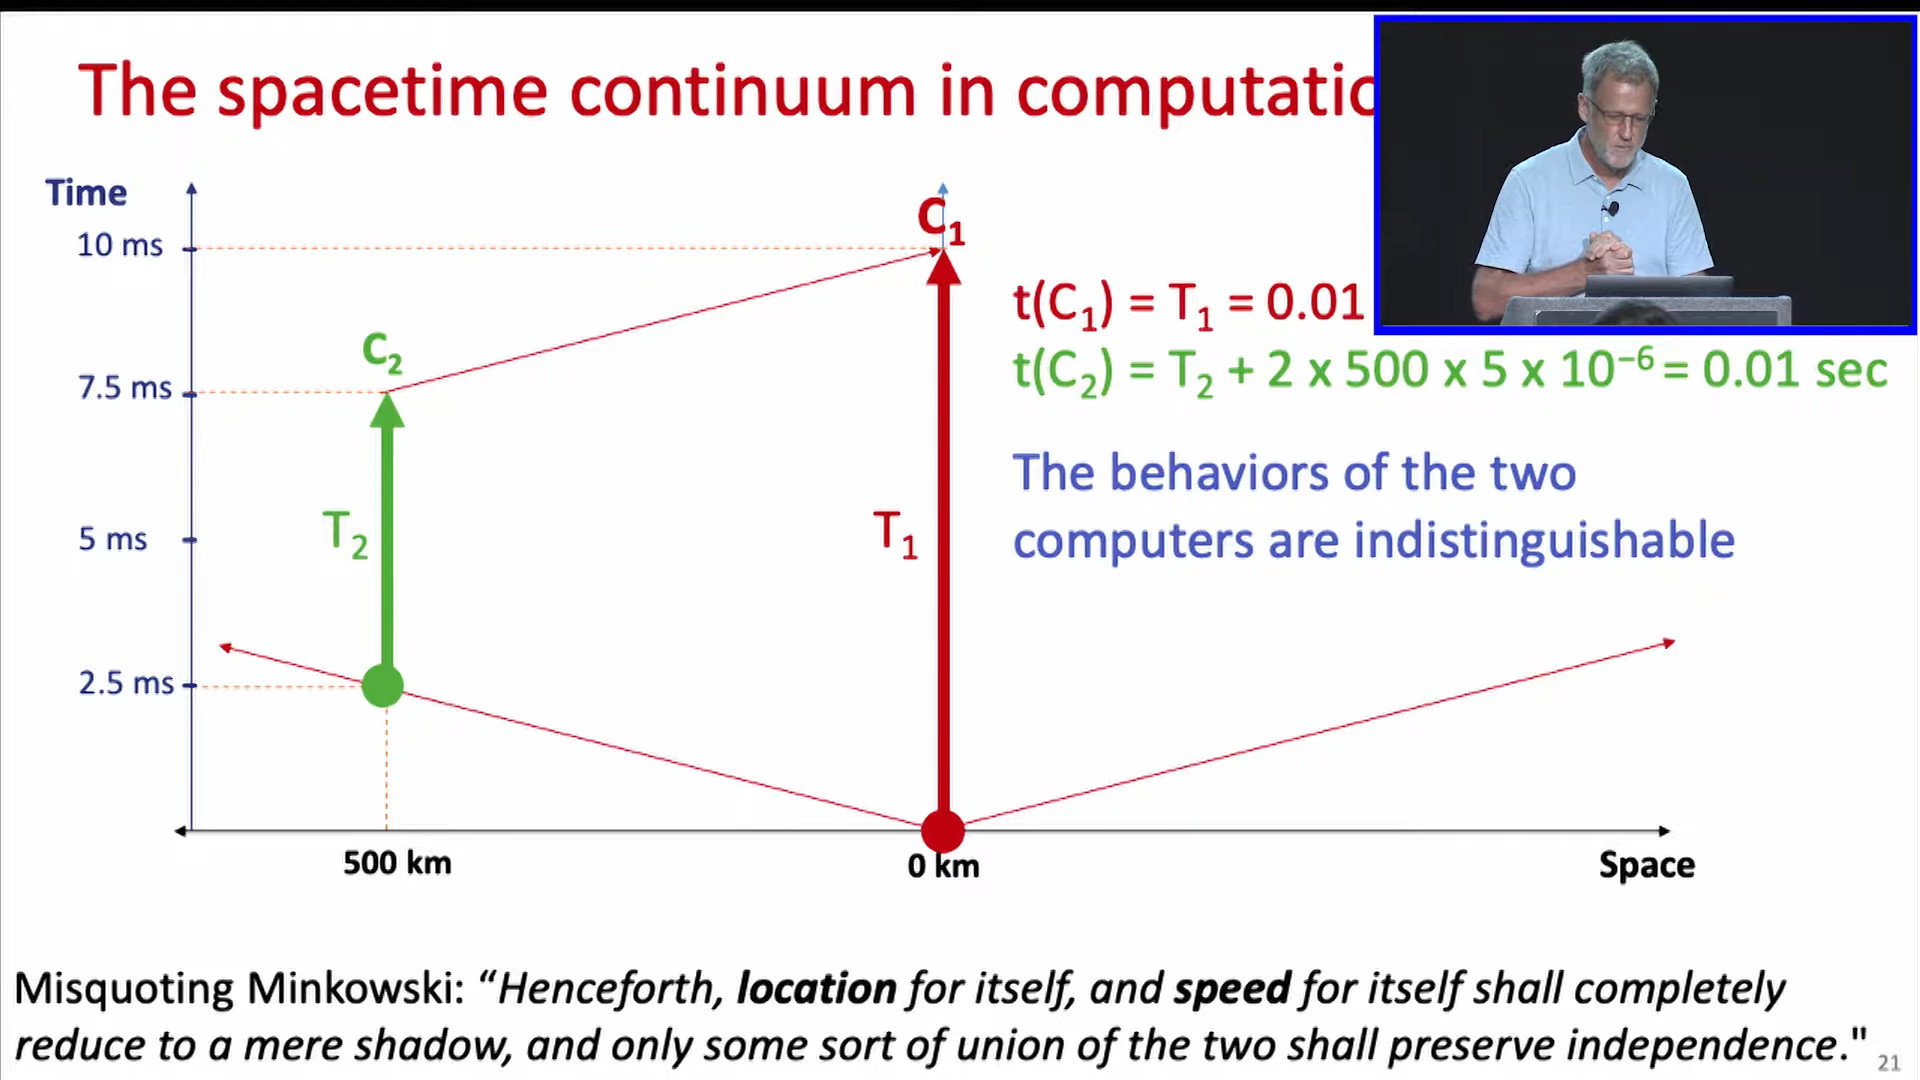 The spacetime continuum in computatio
Time
10 ms
C₁
t(C₁) = T₁ = 0.01
C₂
t(C₂) = T₂ + 2 x 500 x 5 x 10⁻⁶ = 0.01 sec
7.5 ms
The behaviors of the two
computers are indistinguishable
T₂
T₁
5 ms
2.5 ms
500 km
0 km
Space
Misquoting Minkowski: “Henceforth, location for itself, and speed for itself shall completely
reduce to a mere shadow, and only some sort of union of the two shall preserve independence."
21